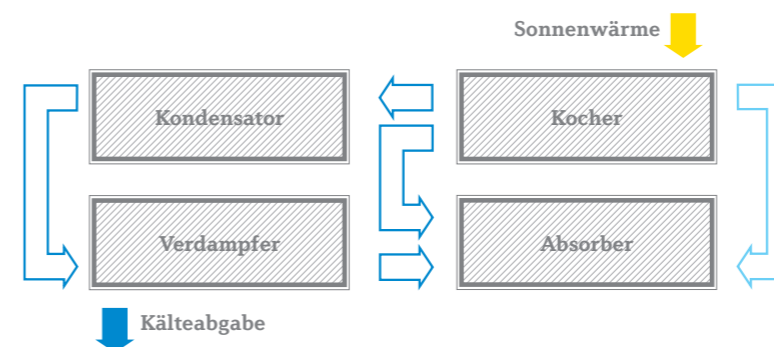 Sonnenwärme
Kondensator
Kocher
Verdampfer
Absorber
Kälteabgabe